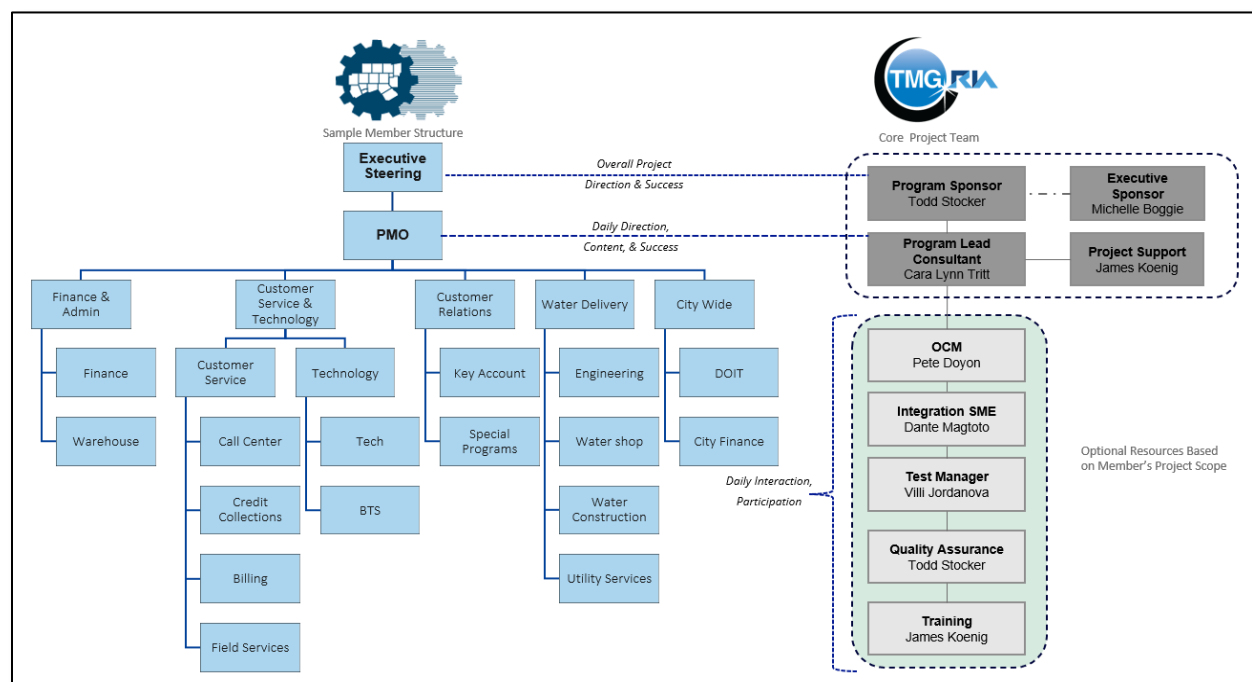 TMG
RIA
Sample Member Structure
Core Project Team
Executive
Steering
Overall Project
Direction & Success
Program Sponsor
Todd Stocker
Executive
Sponsor
Michelle Boggie
PMO
Daily Direction,
Content, & Success
Program Lead
Consultant
Cara Lynn Tritt
Project Support
James Koenig
Finance &
Admin
Customer
Service &
Technology
Customer
Relations
Water Delivery
City Wide
Finance
Warehouse
Customer
Service
Technology
Call Center
Credit
Collections
Billing
Field Services
Tech
BTS
Key Account
Special
Programs
Engineering
Water shop
Water
Construction
Utility Services
DOIT
City Finance
Daily Interaction,
Participation
OCM
Pete Doyon
Integration SME
Dante Magtoto
Test Manager
Villi Jordanova
Quality Assurance
Todd Stocker
Training
James Koenig
Optional Resources Based
on Member's Project Scope